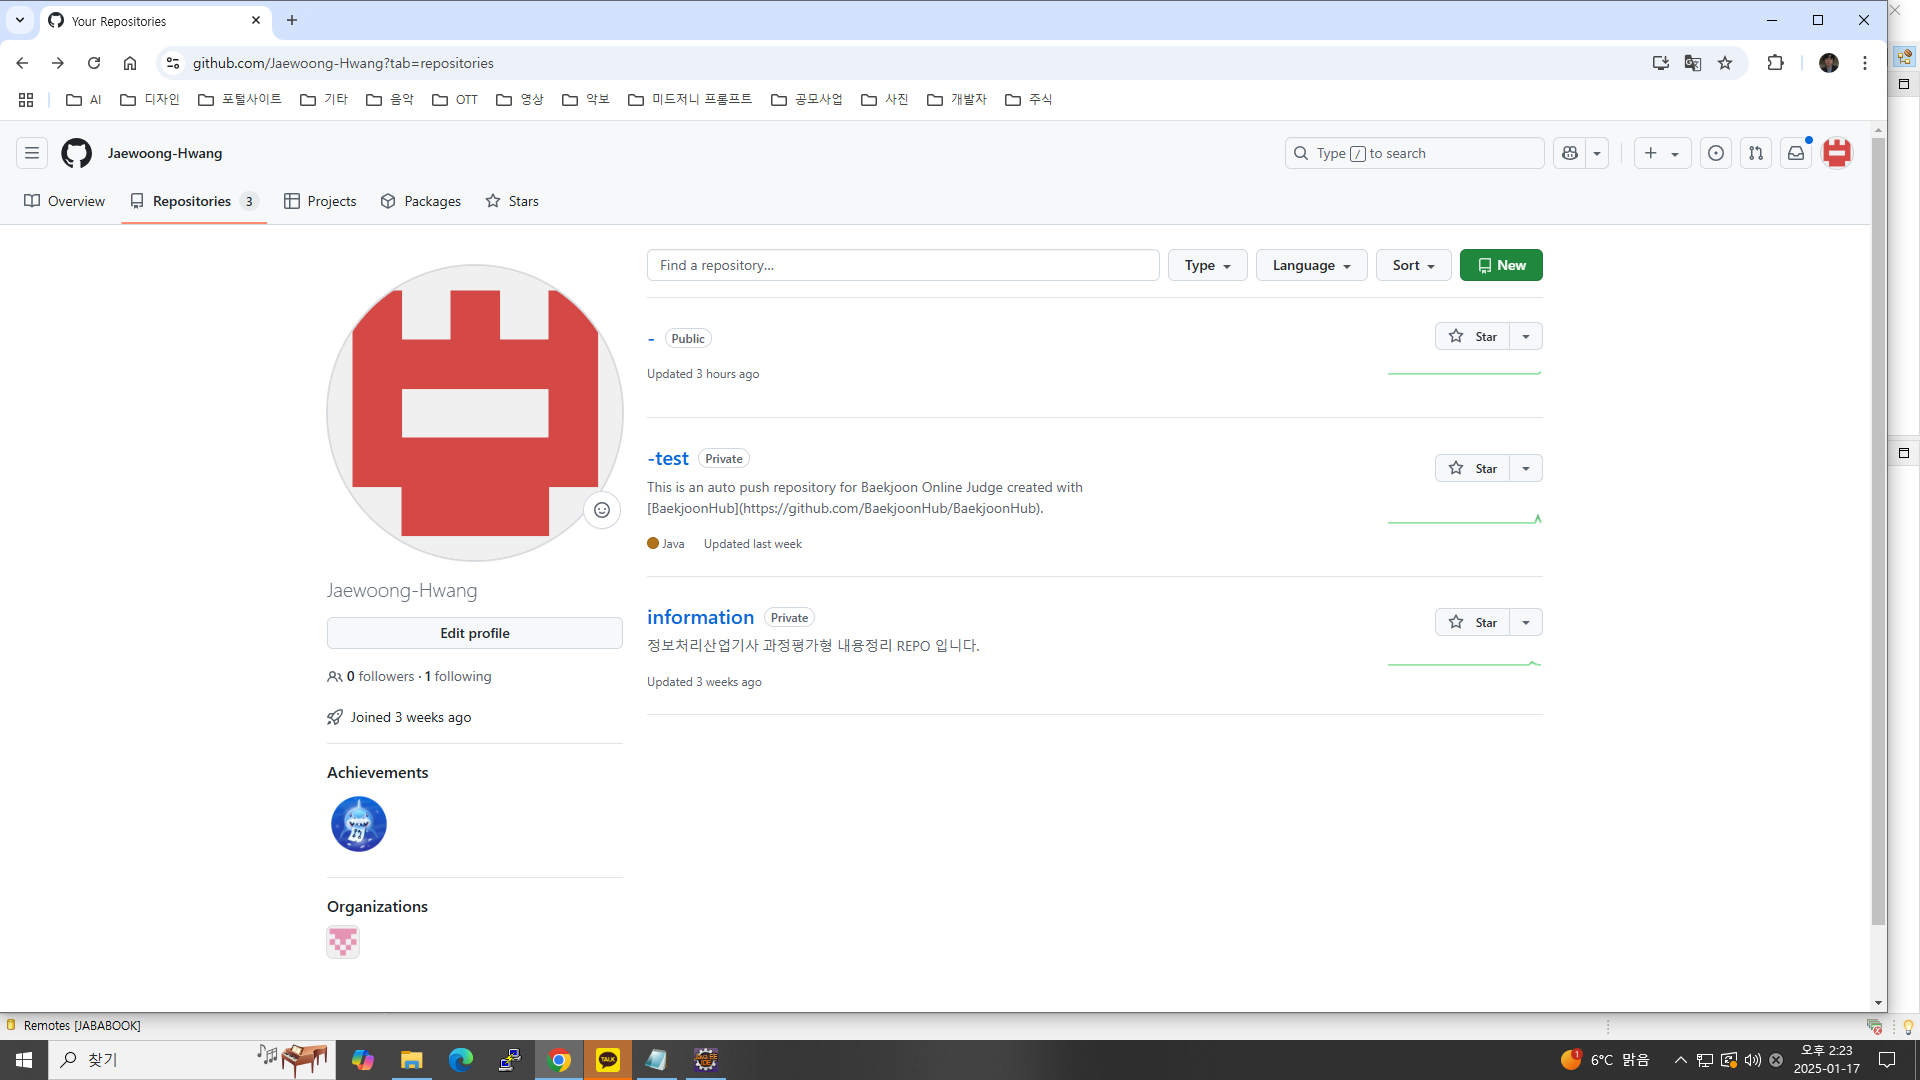 Your Repositories
github.com/Jaewoong-Hwang?tab=repositories
AI 디자인 포털사이트 기타 음악 OTT 영상 악보 미드저니 프롬프트 공모사업 사진 개발자 주식
Jaewoong-Hwang
Type / to search
Overview Repositories 3 Projects Packages Stars
Find a repository...
Type Language Sort New
- Public
Star
Updated 3 hours ago
-test Private
Star
This is an auto push repository for Baekjoon Online Judge created with
[BaekjoonHub](https://github.com/BaekjoonHub/BaekjoonHub).
Java Updated last week
information Private
Star
정보처리산업기사 과정평가형 내용정리 REPO 입니다.
Updated 3 weeks ago
Jaewoong-Hwang
Edit profile
0 followers · 1 following
Joined 3 weeks ago
Achievements
Organizations
Remotes [JABABOOK]
찾기
TALK
1
6°C 맑음
오후 2:23
2025-01-17